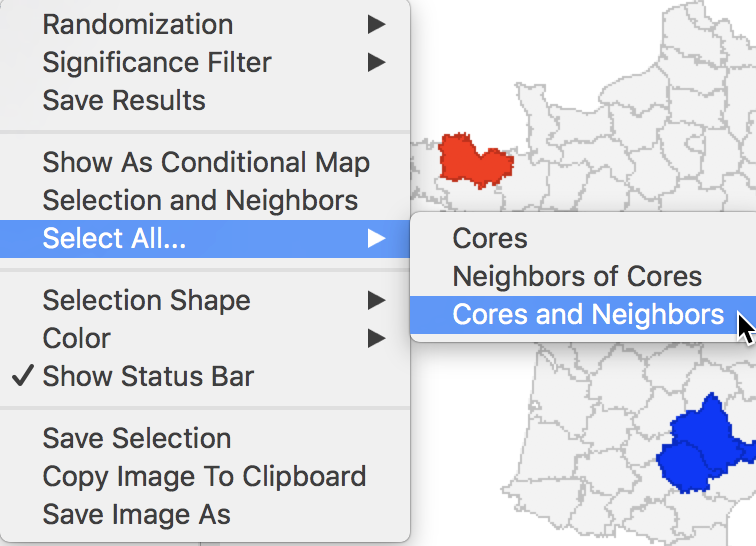 Randomization
Significance Filter
Save Results
Show As Conditional Map
Selection and Neighbors
Select All...
Cores
Neighbors of Cores
Cores and Neighbors
Selection Shape
Color
Show Status Bar
Save Selection
Copy Image To Clipboard
Save Image As